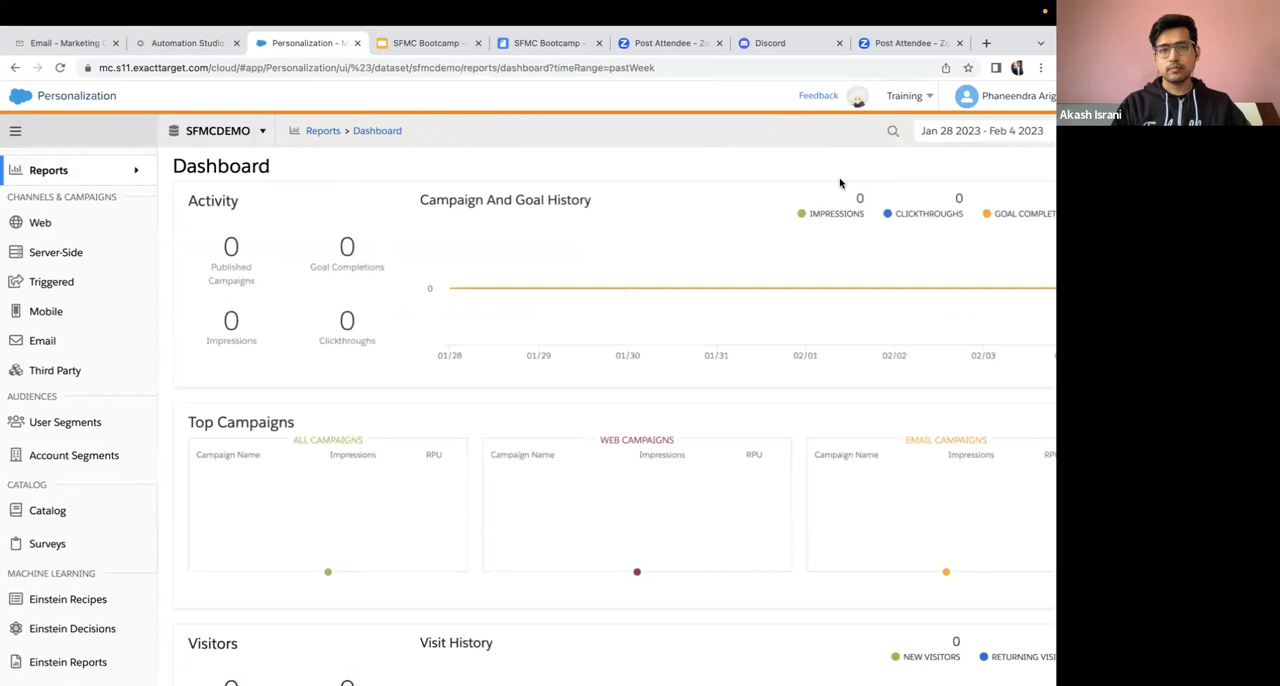 Email - Marketing C
Automation Studio
Personalization - M
SFMC Bootcamp -
SFMC Bootcamp -
Post Attendee - Zo
Discord
Post Attendee - Zo
mc.s11.exacttarget.com/cloud/#app/Personalization/ui/%23/dataset/sfmcdemo/reports/dashboard?timeRange=pastWeek
Personalization
Feedback
Training
Phaneendra Arig
Akash Israni
SFMCDEMO
Reports > Dashboard
Jan 28 2023 - Feb 4 2023
Reports
CHANNELS & CAMPAIGNS
Web
Server-Side
Triggered
Mobile
Email
Third Party
AUDIENCES
User Segments
Account Segments
CATALOG
Catalog
Surveys
MACHINE LEARNING
Einstein Recipes
Einstein Decisions
Einstein Reports
Dashboard
Activity
0
Published
Campaigns
0
Goal Completions
0
Impressions
0
Clickthroughs
Campaign And Goal History
0
IMPRESSIONS
0
CLICKTHROUGHS
GOAL COMPLET
0
01/28 01/29 01/30 01/31 02/01 02/02 02/03
Top Campaigns
ALL CAMPAIGNS
Campaign Name Impressions RPU
WEB CAMPAIGNS
Campaign Name Impressions RPU
EMAIL CAMPAIGNS
Campaign Name Impressions RP
Visitors
Visit History
0
NEW VISITORS
RETURNING VISI